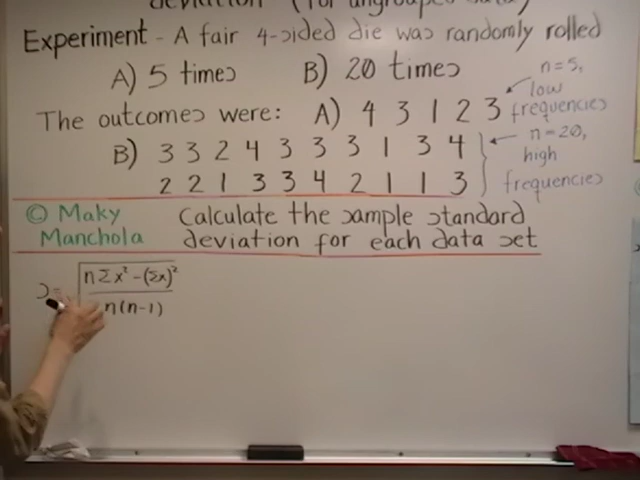 deviation (for ungrouped data)
Experiment - A fair 4-sided die was randomly rolled
A) 5 times B) 20 times
The outcomes were: A) 4 3 1 2 3
n=5, low frequencies
B) 3 3 2 4 3 3 3 1 3 4
2 2 1 3 3 4 2 1 1 3
n=20, high frequencies
© Maky Manchola
Calculate the sample standard
deviation for each data set
s = √ nΣx² - (Σx)²
n(n-1)